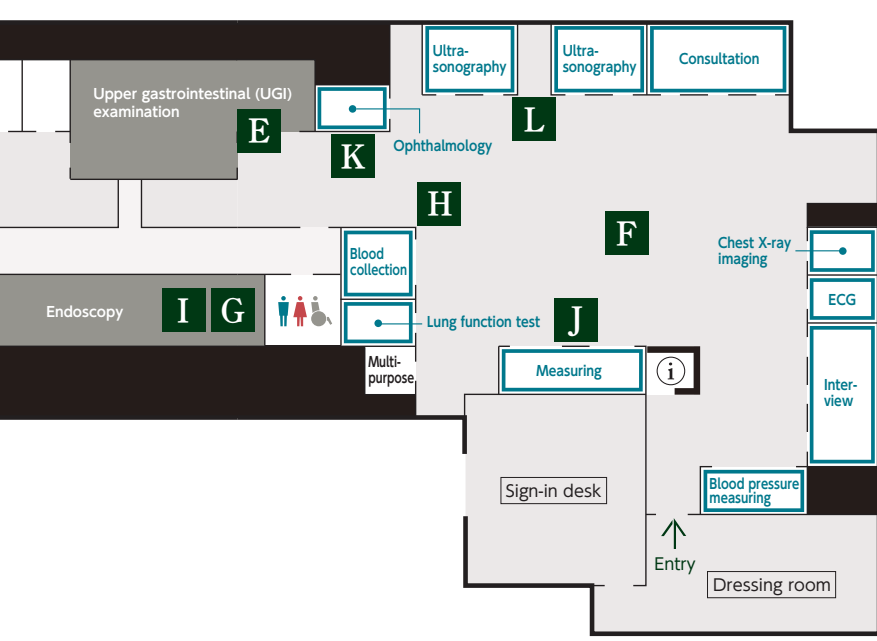 Ultra-
sonography
Ultra-
sonography
Consultation
Upper gastrointestinal (UGI)
examination
E
L
K
Ophthalmology
H
F
Chest X-ray
imaging
Blood
collection
ECG
Endoscopy
I
G
Lung function test
J
Multi-
purpose
Measuring
i
Inter-
view
Sign-in desk
Blood pressure
measuring
Entry
Dressing room